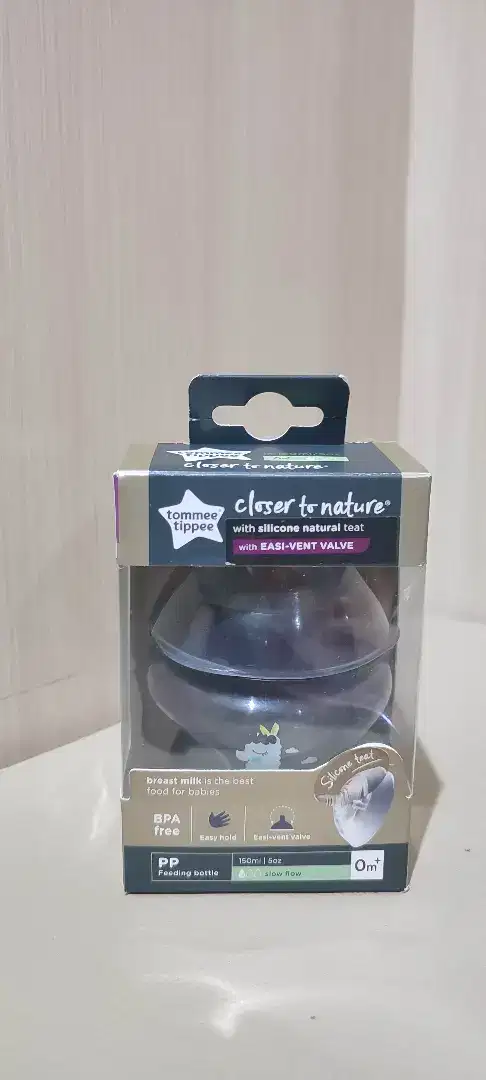 tommee
tippee
closer to nature
tommee®
tippee
closer to nature®
with silicone natural teat
with EASI-VENT VALVE
Silicone teat
breast milk is the best
food for babies
BPA
free
Easy hold
Easi-vent valve
PP
Feeding bottle
150ml | 5oz
slow flow
0m+